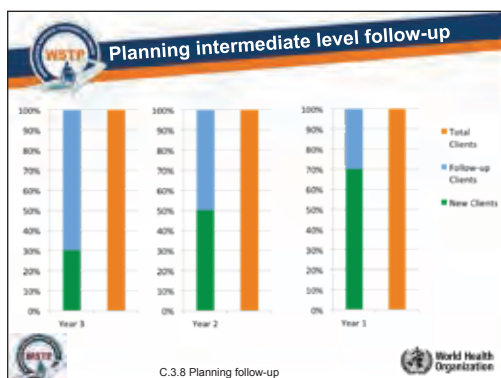 WSTP
Planning intermediate level follow-up
100%
90%
80%
70%
60%
50%
40%
30%
20%
10%
0%
Year 3
100%
90%
80%
70%
60%
50%
40%
30%
20%
10%
0%
Year 2
100%
90%
80%
70%
60%
50%
40%
30%
20%
10%
0%
Year 1
Total
Clients
Follow-up
Clients
New Clients
WSTP
C.3.8 Planning follow-up
World Health
Organization